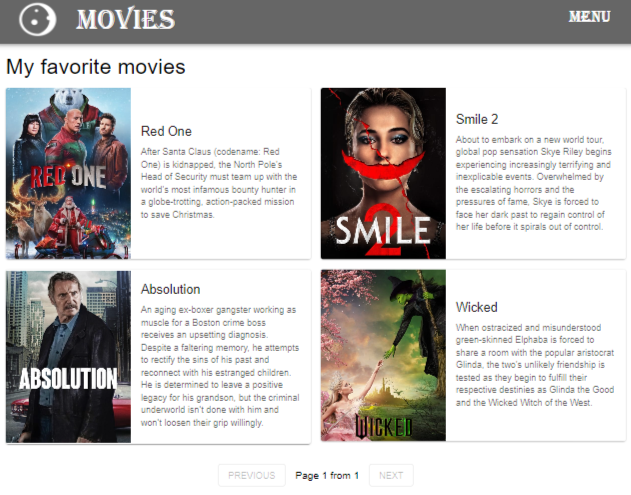 MOVIES
MENU
My favorite movies
RED ONE
Red One
After Santa Claus (codename: Red
One) is kidnapped, the North Pole's
Head of Security must team up with the
world's most infamous bounty hunter in
a globe-trotting, action-packed mission
to save Christmas.
SMILE
2
Smile 2
About to embark on a new world tour,
global pop sensation Skye Riley begins
experiencing increasingly terrifying and
inexplicable events. Overwhelmed by
the escalating horrors and the
pressures of fame, Skye is forced to
face her dark past to regain control of
her life before it spirals out of control.
ABSOLUTION
Absolution
An aging ex-boxer gangster working as
muscle for a Boston crime boss
receives an upsetting diagnosis.
Despite a faltering memory, he attempts
to rectify the sins of his past and
reconnect with his estranged children.
He is determined to leave a positive
legacy for his grandson, but the criminal
underworld isn't done with him and
won't loosen their grip willingly.
WICKED
Wicked
When ostracized and misunderstood
green-skinned Elphaba is forced to
share a room with the popular aristocrat
Glinda, the two's unlikely friendship is
tested as they begin to fulfill their
respective destinies as Glinda the Good
and the Wicked Witch of the West.
PREVIOUS
Page 1 from 1
NEXT